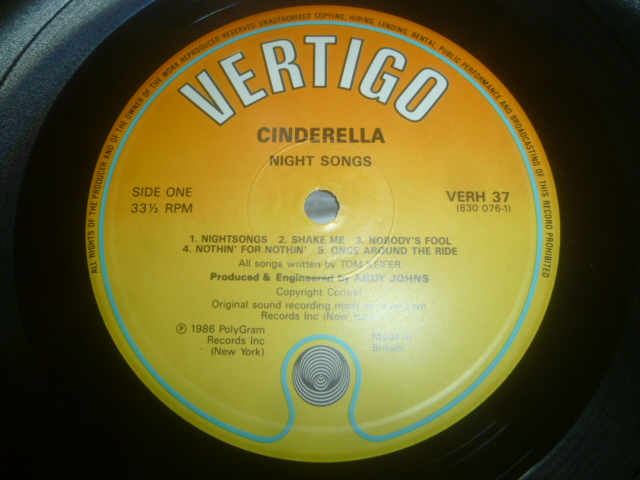 ALL RIGHTS OF THE PRODUCER AND OF THE OWNER OF THE WORK REPRODUCED RESERVED UNAUTHORISED COPYING, HIRING, LENDING, RENTAL, PUBLIC PERFORMANCE AND BROADCASTING OF THIS RECORD PROHIBITED
VERTIGO
CINDERELLA
NIGHT SONGS
SIDE ONE
33⅓ RPM
VERH 37
(830 076-1)
1. NIGHTSONGS 2. SHAKE ME 3. NOBODY'S FOOL
4. NOTHIN' FOR NOTHIN' 5. ONCE AROUND THE RIDE
All songs written by TOM KEIFER
Produced & Engineered by ANDY JOHNS
Copyright Control
Original sound recording made
Records Inc (New York)
℗ 1986 PolyGram
Records Inc
(New York)
Made in
Britain